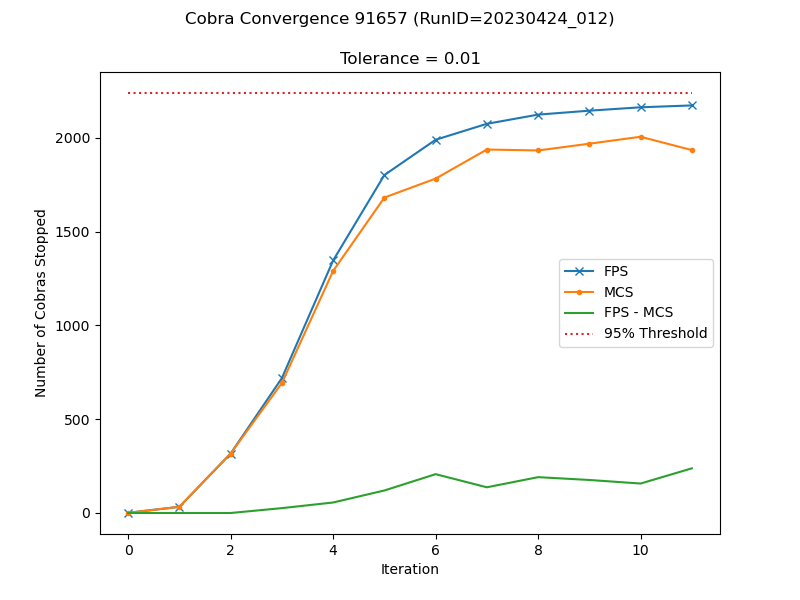 Cobra Convergence 91657 (RunID=20230424_012)
Tolerance = 0.01
Number of Cobras Stopped
2000
1500
1000
500
0
FPS
MCS
FPS - MCS
95% Threshold
0 2 4 6 8 10
Iteration